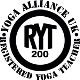 YOGA ALLIANCE UK
RYT
200
REGISTERED YOGA TEACHER